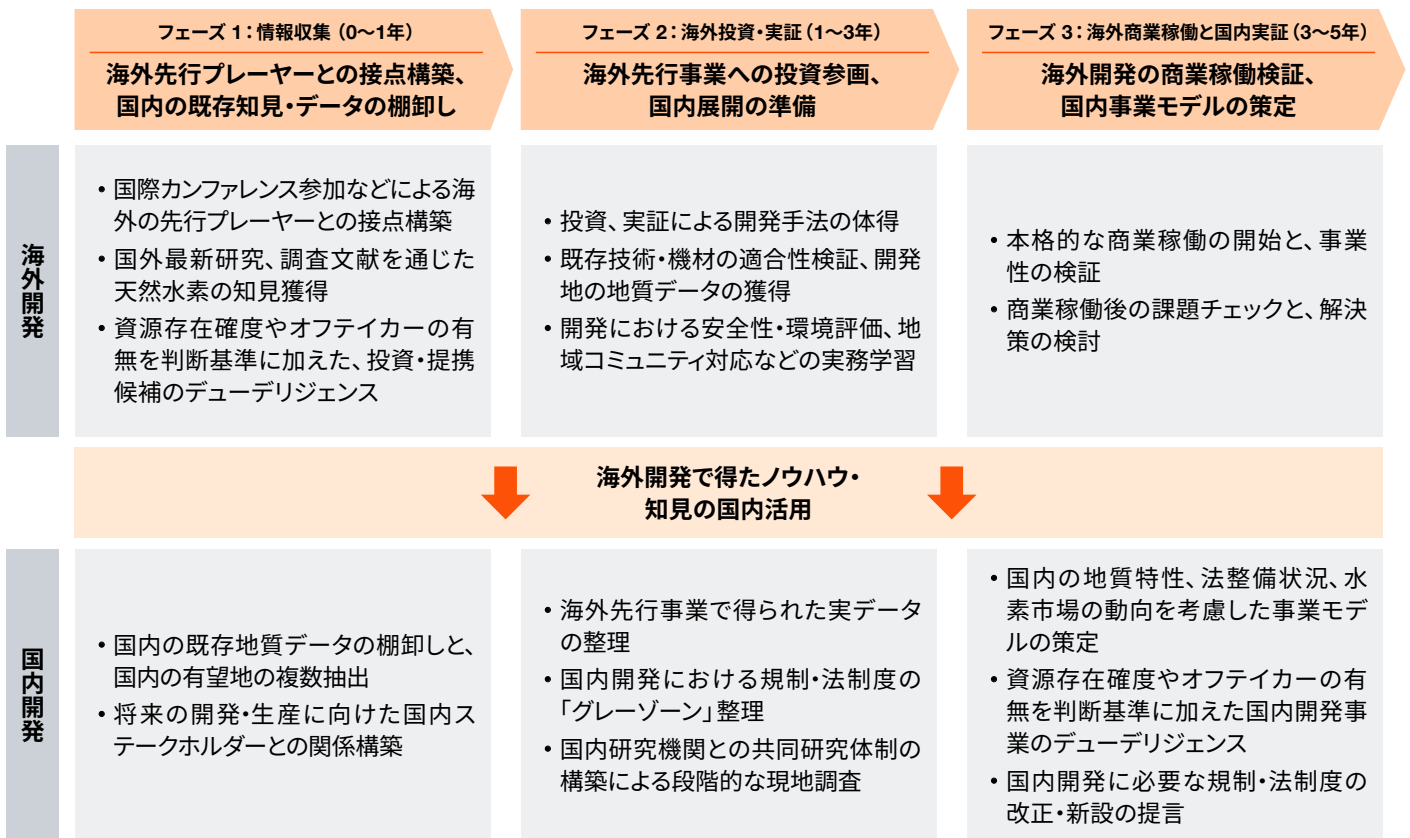 フェーズ 1：情報収集（0～1年）
海外先行プレーヤーとの接点構築、
国内の既存知見・データの棚卸し
フェーズ 2：海外投資・実証（1～3年）
海外先行事業への投資参画、
国内展開の準備
フェーズ 3：海外商業稼働と国内実証（3～5年）
海外開発の商業稼働検証、
国内事業モデルの策定
海外開発
• 国際カンファレンス参加などによる海
外の先行プレーヤーとの接点構築
• 国外最新研究、調査文献を通じた
天然水素の知見獲得
• 資源存在確度やオフテイカーの有
無を判断基準に加えた、投資・提携
候補のデューデリジェンス
• 投資、実証による開発手法の体得
• 既存技術・機材の適合性検証、開発
地の地質データの獲得
• 開発における安全性・環境評価、地
域コミュニティ対応などの実務学習
• 本格的な商業稼働の開始と、事業
性の検証
• 商業稼働後の課題チェックと、解決
策の検討
海外開発で得たノウハウ・
知見の国内活用
国内開発
• 国内の既存地質データの棚卸しと、
国内の有望地の複数抽出
• 将来の開発・生産に向けた国内ス
テークホルダーとの関係構築
• 海外先行事業で得られた実データ
の整理
• 国内開発における規制・法制度の
「グレーゾーン」整理
• 国内研究機関との共同研究体制の
構築による段階的な現地調査
• 国内の地質特性、法整備状況、水
素市場の動向を考慮した事業モデ
ルの策定
• 資源存在確度やオフテイカーの有
無を判断基準に加えた国内開発事
業のデューデリジェンス
• 国内開発に必要な規制・法制度の
改正・新設の提言